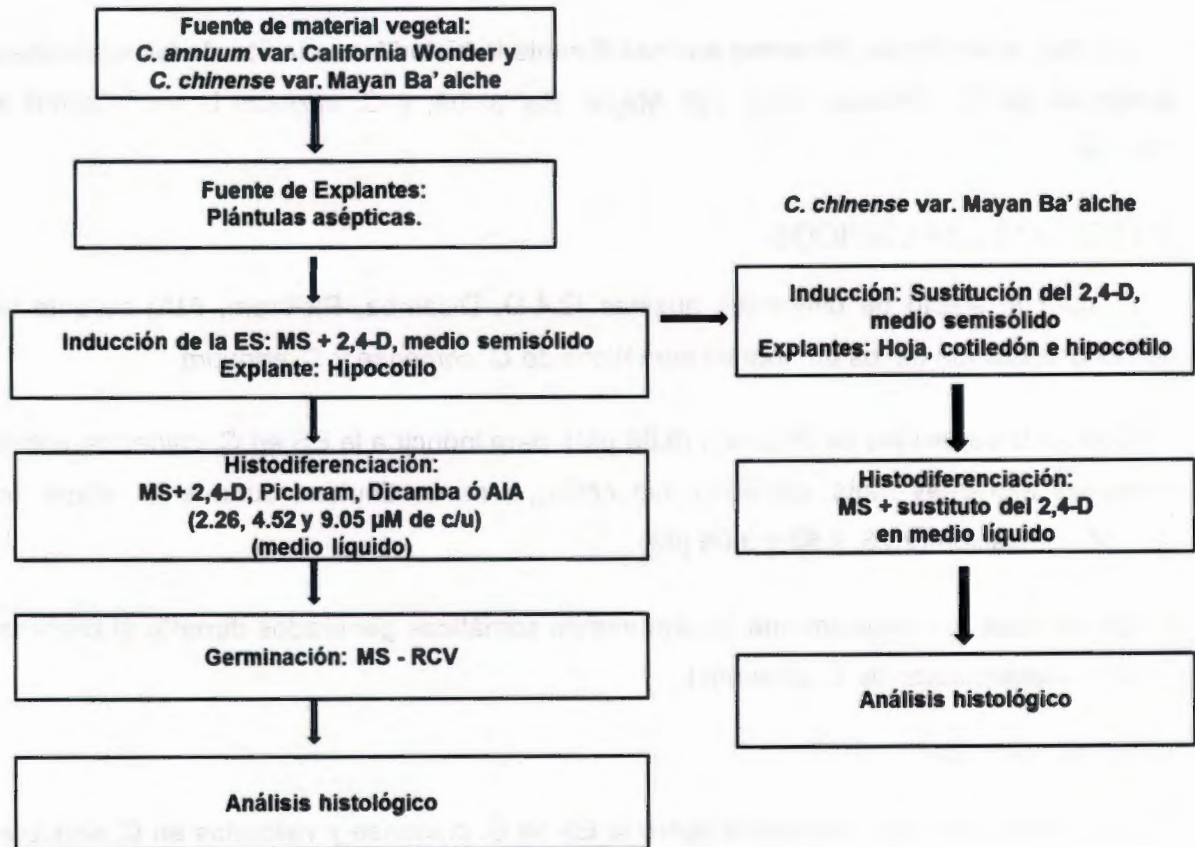 Fuente de material vegetal:
C. annuum var. California Wonder y
C. chinense var. Mayan Ba' alche
Fuente de Explantes:
Plántulas asépticas.
Inducción de la ES: MS + 2,4-D, medio semisólido
Explante: Hipocotilo
Histodiferenciación:
MS+ 2,4-D, Picloram, Dicamba ó AIA
(2.26, 4.52 y 9.05 µM de c/u)
(medio líquido)
Germinación: MS - RCV
Análisis histológico
C. chinense var. Mayan Ba' alche
Inducción: Sustitución del 2,4-D,
medio semisólido
Explantes: Hoja, cotiledón e hipocotilo
Histodiferenciación:
MS + sustituto del 2,4-D
en medio líquido
Análisis histológico